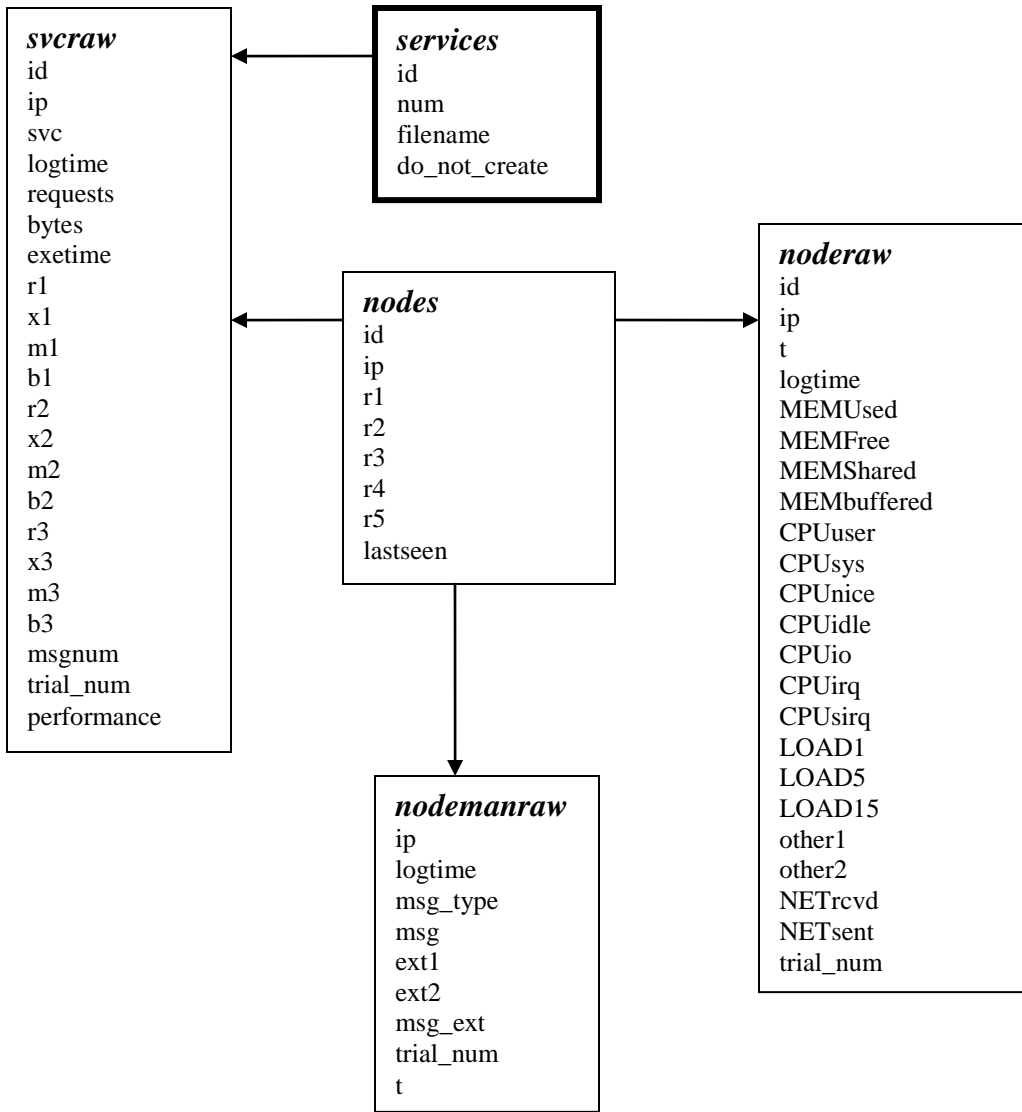 svcraw
id
ip
svc
logtime
requests
bytes
exetime
r1
x1
m1
b1
r2
x2
m2
b2
r3
x3
m3
b3
msgnum
trial_num
performance
services
id
num
filename
do_not_create
nodes
id
ip
r1
r2
r3
r4
r5
lastseen
noderaw
id
ip
t
logtime
MEMUsed
MEMFree
MEMShared
MEMbuffered
CPUuser
CPUsys
CPUnice
CPUidle
CPUio
CPUirq
CPUsirq
LOAD1
LOAD5
LOAD15
other1
other2
NETrcvd
NETsent
trial_num
nodemanraw
ip
logtime
msg_type
msg
ext1
ext2
msg_ext
trial_num
t